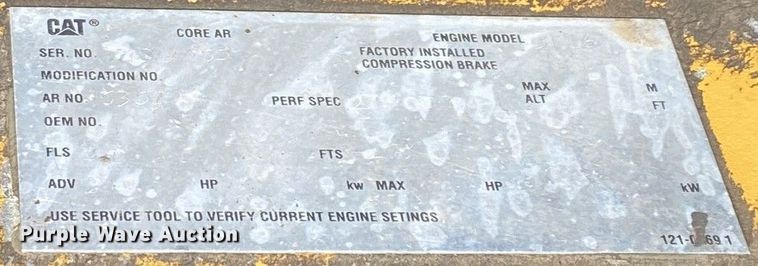 CAT® CORE AR ENGINE MODEL
SER. NO. FACTORY INSTALLED
COMPRESSION BRAKE
MODIFICATION NO.
AR NO. PERF SPEC MAX ALT M FT
OEM NO.
FLS FTS
ADV HP kw MAX HP kW
USE SERVICE TOOL TO VERIFY CURRENT ENGINE SETINGS
Purple Wave Auction